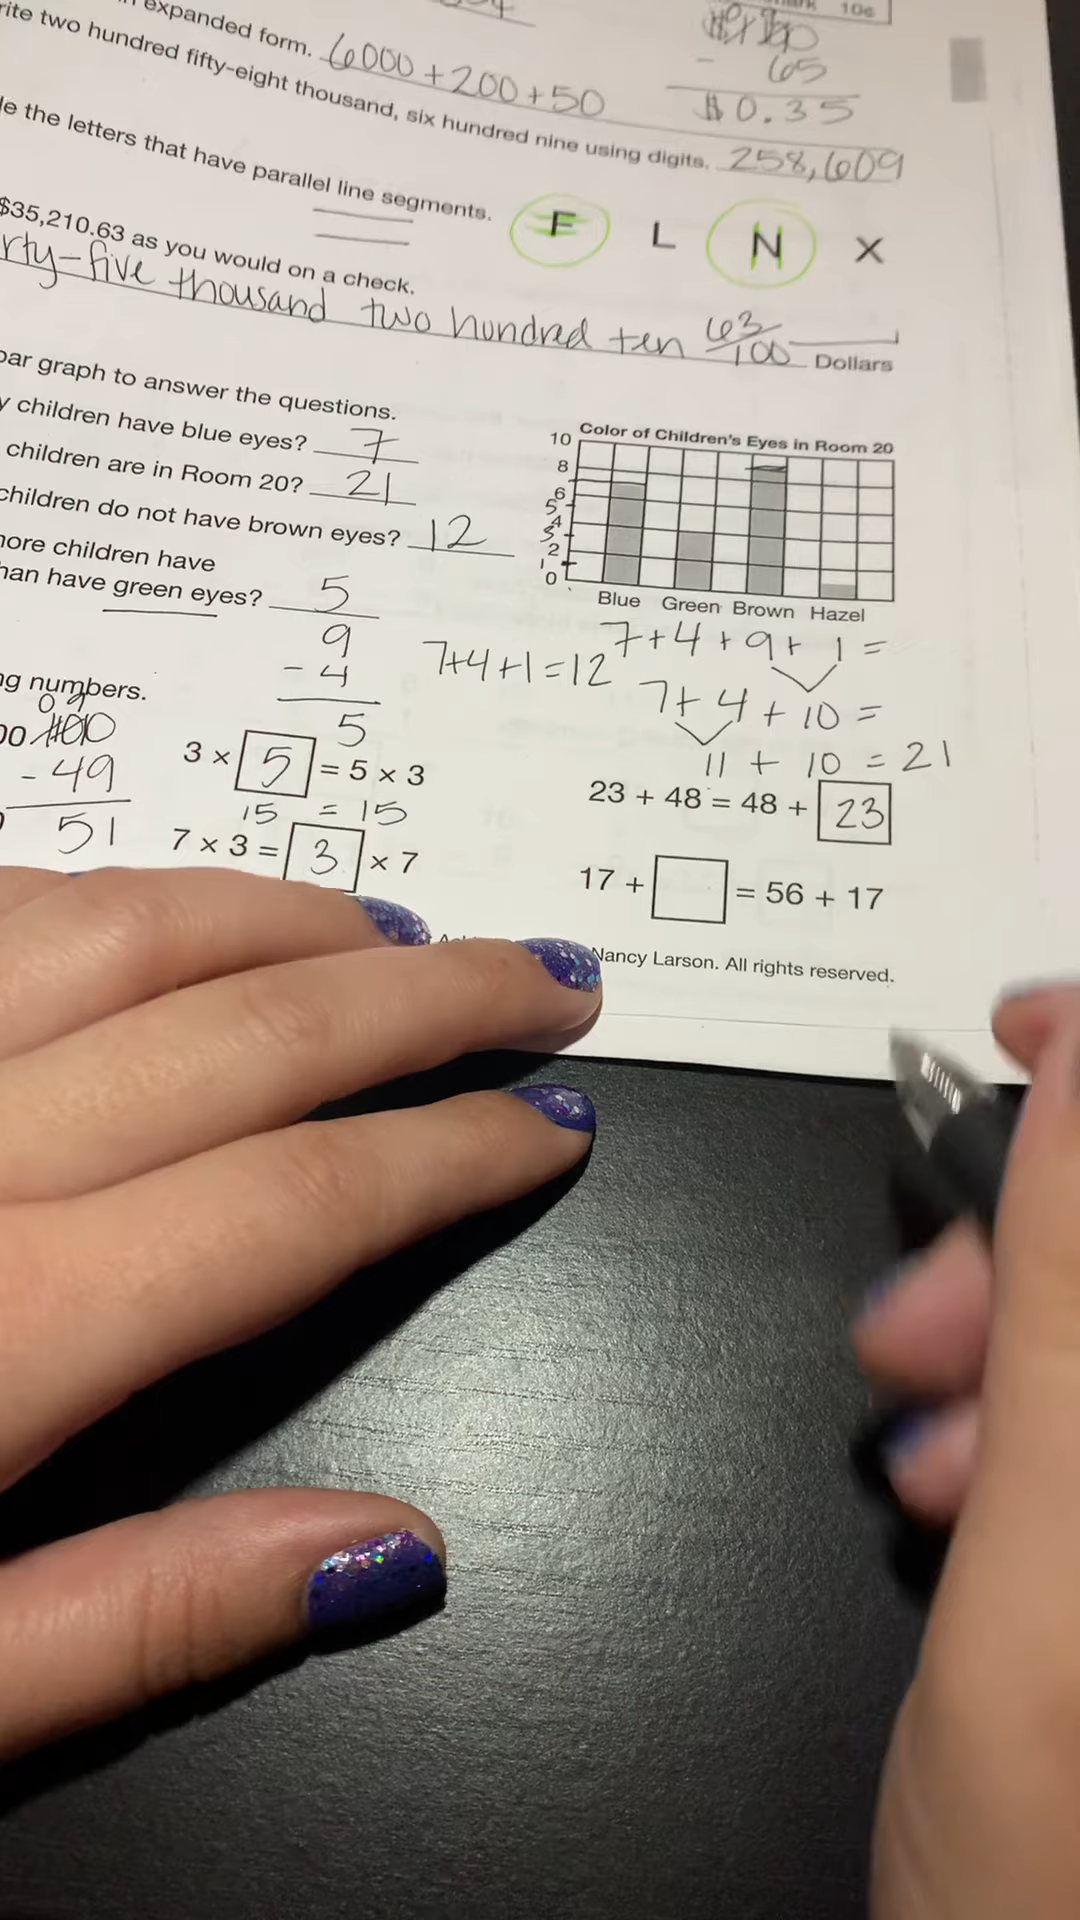 expanded form. 6000 + 200 + 50
two hundred fifty-eight thousand, six hundred nine using digits. 258,609
10¢
- 65
$0.35
the letters that have parallel line segments.
F L N X
$35,210.63 as you would on a check.
five thousand two hundred ten 63/100 Dollars
graph to answer the questions.
children have blue eyes? 7
children are in Room 20? 21
children do not have brown eyes? 12
children have
have green eyes? 5
9
- 4
5
Color of Children's Eyes in Room 20
10
8
6
5
4
3
2
1
0
Blue Green Brown Hazel
7+4+1=12
7+4+9+1=
7+4+10=
11 + 10 = 21
numbers.
- 49
51
3 × 5 = 5 × 3
15 = 15
7 × 3 = 3 × 7
23 + 48 = 48 + 23
17 + = 56 + 17
Nancy Larson. All rights reserved.